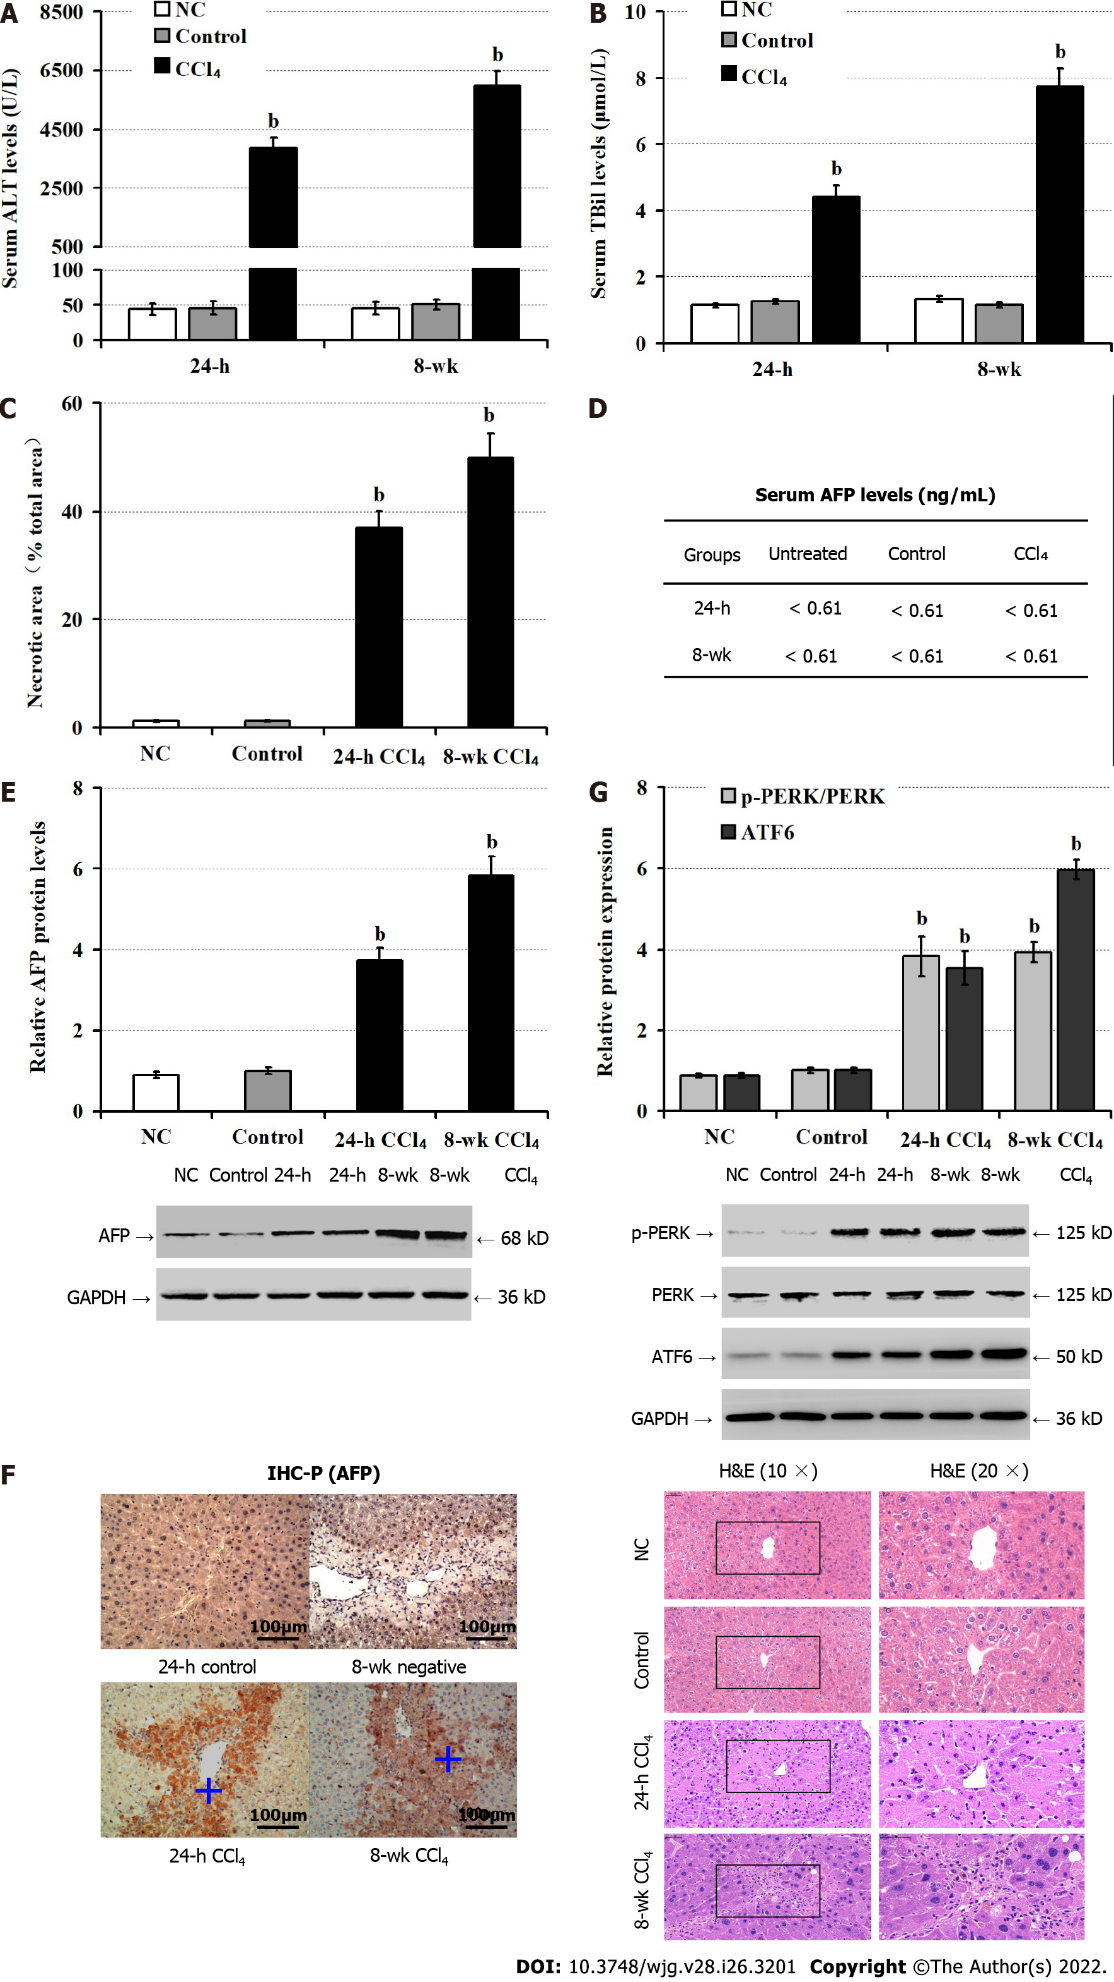 A
8500
6500
4500
2500
500
100
50
0
Serum ALT levels (U/L)
NC
Control
CCl₄
b
b
24-h
8-wk
B
10
8
6
4
2
0
Serum TBil levels (μmol/L)
NC
Control
CCl₄
b
b
24-h
8-wk
C
60
40
20
0
Necrotic area（% total area）
b
b
NC
Control
24-h CCl₄
8-wk CCl₄
D
Serum AFP levels (ng/mL)
Groups Untreated Control CCl₄
24-h < 0.61 < 0.61 < 0.61
8-wk < 0.61 < 0.61 < 0.61
E
8
6
4
2
0
Relative AFP protein levels
b
b
NC
Control
24-h CCl₄
8-wk CCl₄
NC Control 24-h 24-h 8-wk 8-wk CCl₄
AFP → ← 68 kD
GAPDH → ← 36 kD
G
8
6
4
2
0
Relative protein expression
p-PERK/PERK
ATF6
b
b
b
b
NC
Control
24-h CCl₄
8-wk CCl₄
NC Control 24-h 24-h 8-wk 8-wk CCl₄
p-PERK → ← 125 kD
PERK → ← 125 kD
ATF6 → ← 50 kD
GAPDH → ← 36 kD
F
IHC-P (AFP)
100μm
100μm
24-h control
8-wk negative
100μm
100μm
24-h CCl₄
8-wk CCl₄
H&E (10 ×)
H&E (20 ×)
NC
Control
24-h CCl₄
8-wk CCl₄
DOI: 10.3748/wjg.v28.i26.3201 Copyright ©The Author(s) 2022.